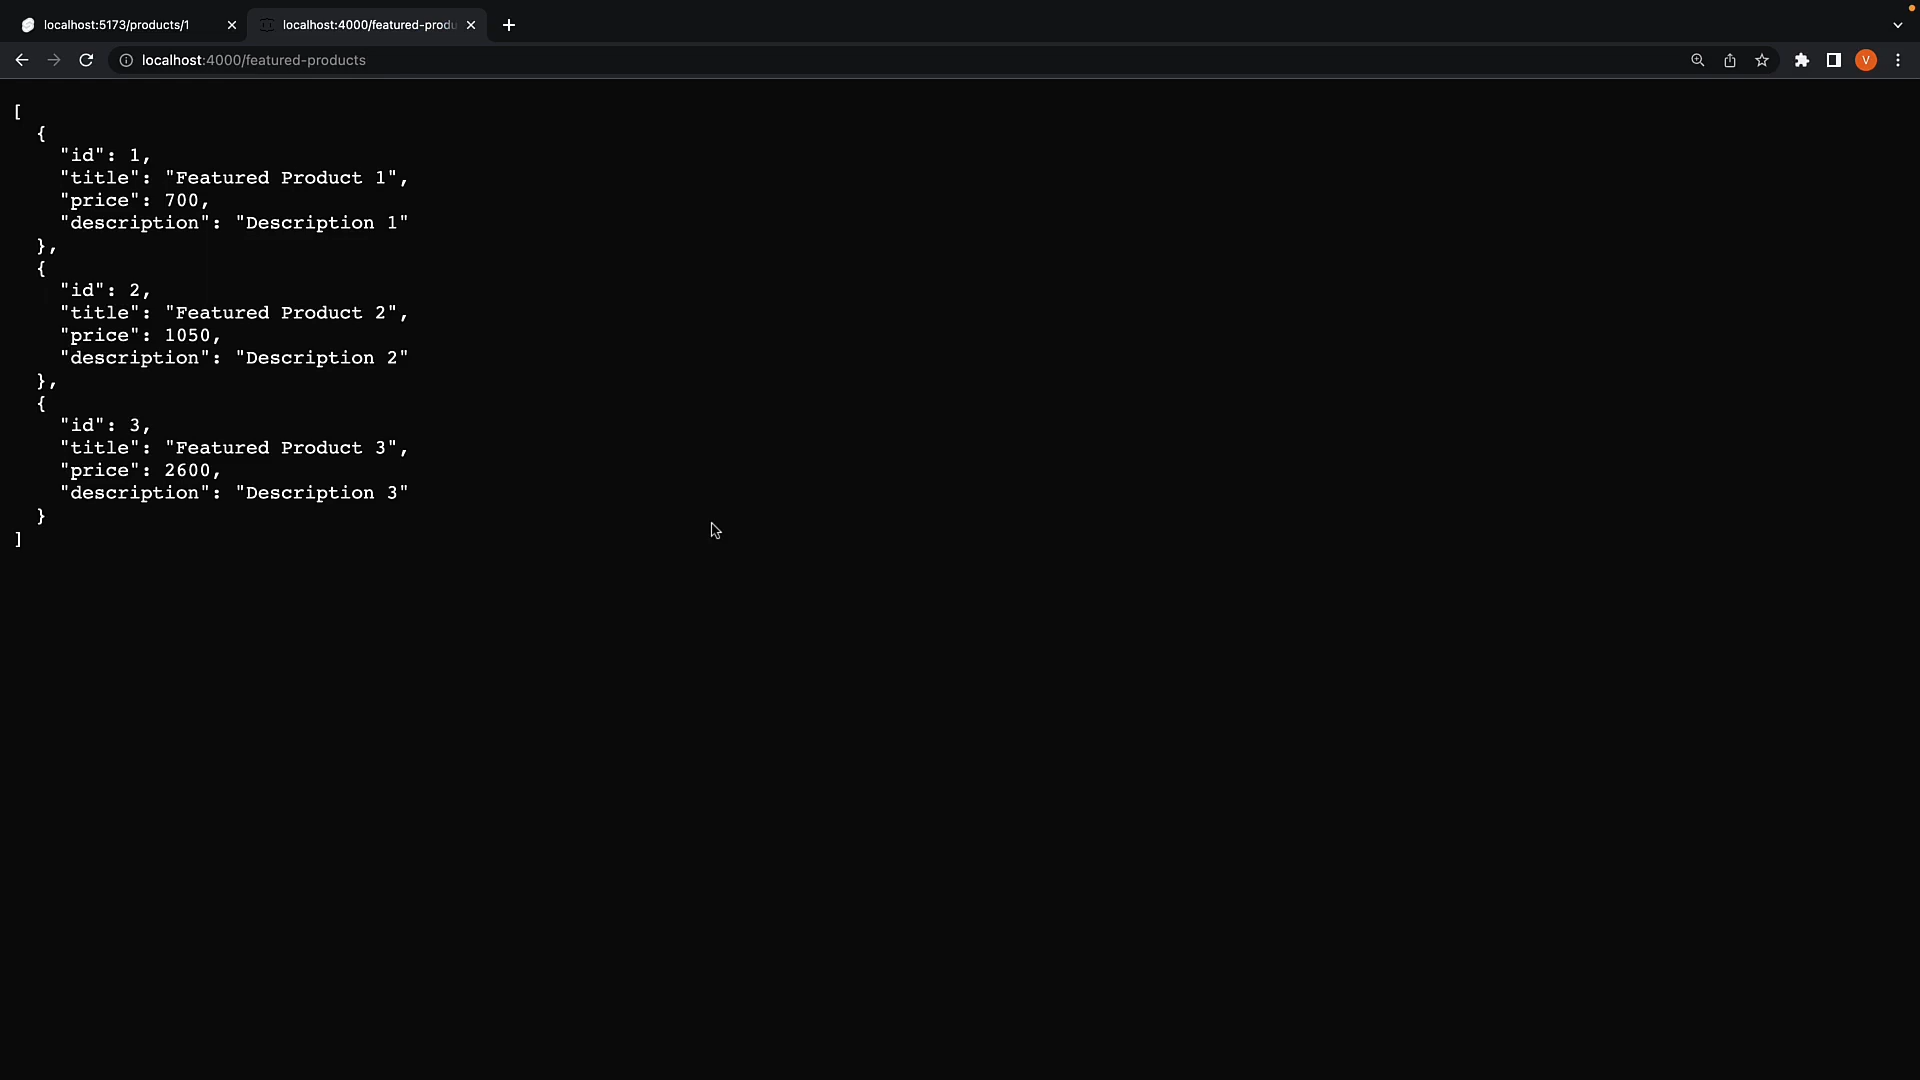 localhost:5173/products/1
localhost:4000/featured-produ
localhost:4000/featured-products
V
[
  {
    "id": 1,
    "title": "Featured Product 1",
    "price": 700,
    "description": "Description 1"
  },
  {
    "id": 2,
    "title": "Featured Product 2",
    "price": 1050,
    "description": "Description 2"
  },
  {
    "id": 3,
    "title": "Featured Product 3",
    "price": 2600,
    "description": "Description 3"
  }
]